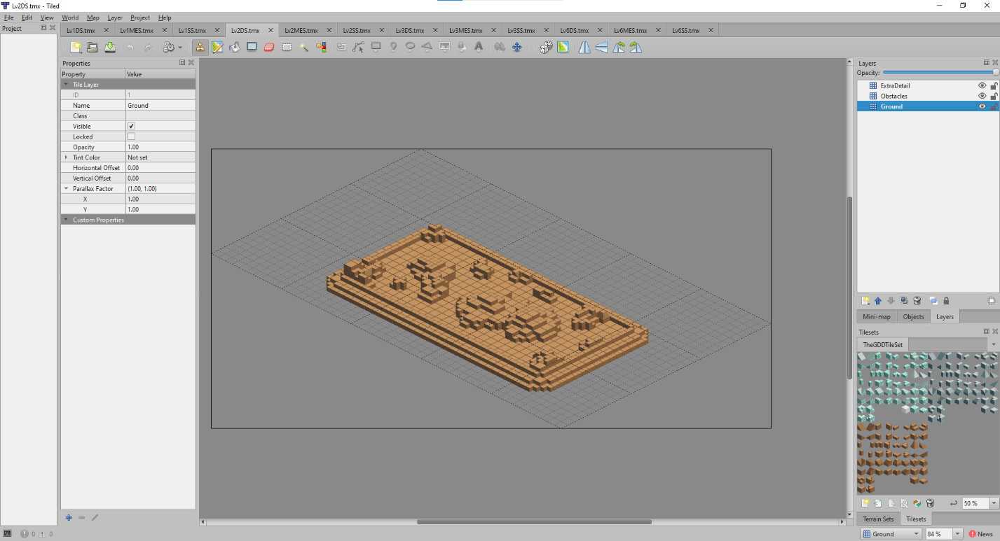 Lv2DS.tmx - Tiled
File Edit View World Map Layer Project Help
Project
Lv1DS.tmx Lv1MES.tmx Lv1SS.tmx Lv2DS.tmx Lv2MES.tmx Lv2SS.tmx Lv3DS.tmx Lv3MES.tmx Lv3SS.tmx Lv6DS.tmx Lv6MES.tmx Lv6SS.tmx
Properties
Property Value
Tile Layer
ID 1
Name Ground
Class
Visible
Locked
Opacity 1.00
Tint Color Not set
Horizontal Offset 0.00
Vertical Offset 0.00
Parallax Factor (1.00, 1.00)
X 1.00
Y 1.00
Custom Properties
Layers
Opacity:
ExtraDetail
Obstacles
Ground
Mini-map Objects Layers
Tilesets
TheGDDTileSet
50 %
Terrain Sets Tilesets
0 0
Ground 84 % News